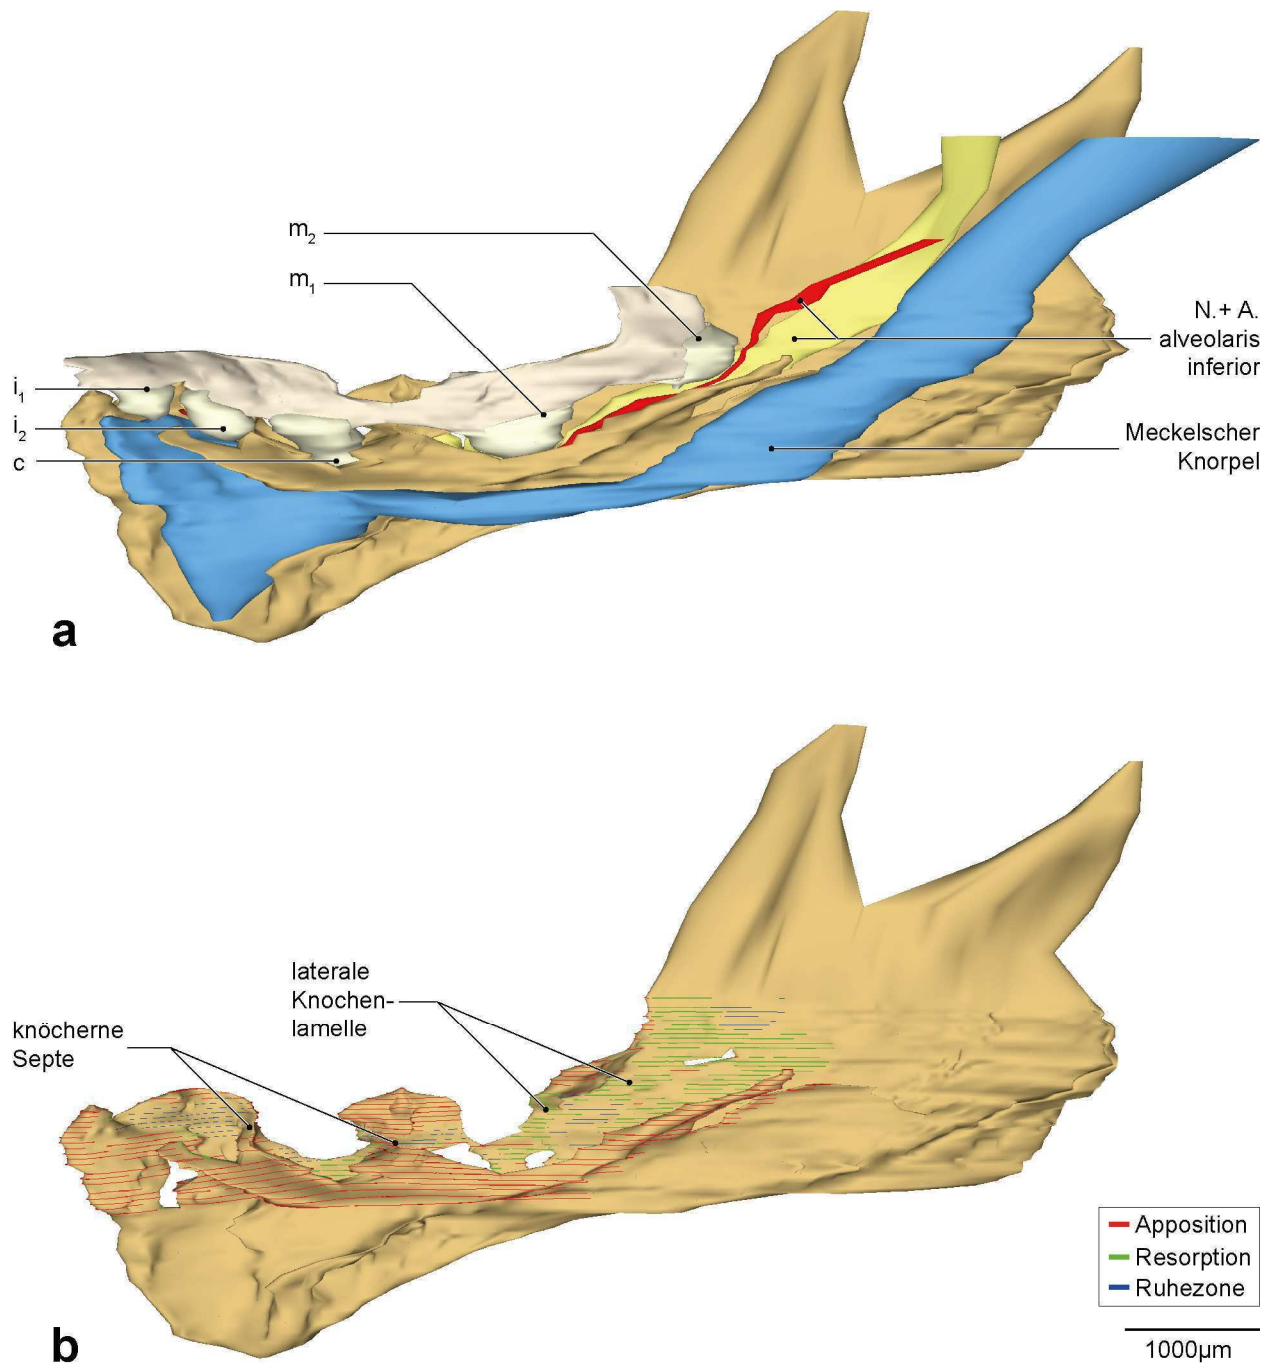 m2
m1
i1
i2
c
N.+ A.
alveolaris
inferior
Meckelscher
Knorpel
a
laterale
Knochen-
lamelle
knöcherne
Septe
Apposition
Resorption
Ruhezone
1000µm
b